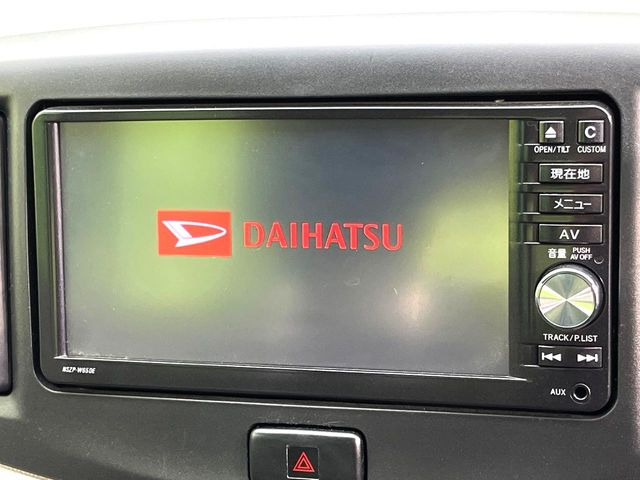 DAIHATSU
OPEN/TILT
C
CUSTOM
現在地
メニュー
AV
音量
PUSH
AV OFF
TRACK/P.LIST
AUX
NSZP-W65DE